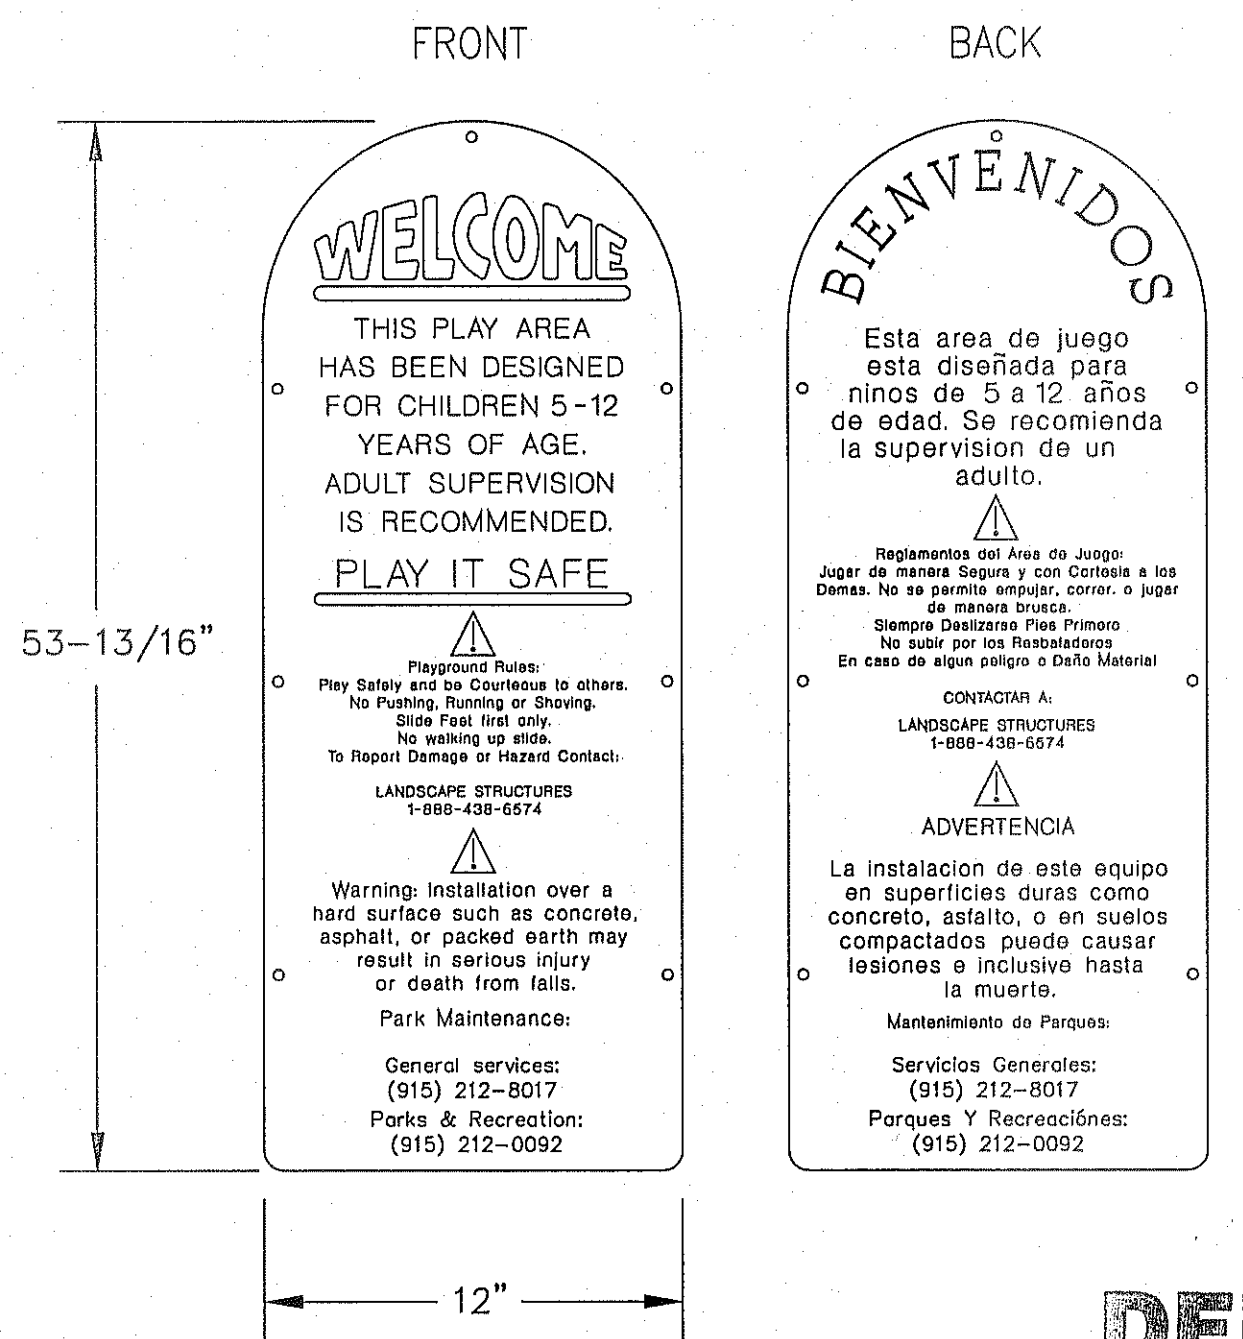 FRONT
BACK
53-13/16"
12"
WELCOME
THIS PLAY AREA
HAS BEEN DESIGNED
FOR CHILDREN 5-12
YEARS OF AGE.
ADULT SUPERVISION
IS RECOMMENDED.
PLAY IT SAFE
!
Playground Rules:
Play Safely and be Courteous to others.
No Pushing, Running or Shoving.
Slide Feet first only.
No walking up slide.
To Report Damage or Hazard Contact:
LANDSCAPE STRUCTURES
1-888-438-6574
!
Warning: Installation over a
hard surface such as concrete,
asphalt, or packed earth may
result in serious injury
or death from falls.
Park Maintenance:
General services:
(915) 212-8017
Parks & Recreation:
(915) 212-0092
BIENVENIDOS
Esta area de juego
esta diseñada para
ninos de 5 a 12 años
de edad. Se recomienda
la supervision de un
adulto.
!
Reglamentos del Area de Juego:
Jugar de manera Segura y con Cortesia a los
Demas. No se permite empujar, correr. o jugar
de manera brusca.
Siempre Deslizarse Pies Primero
No subir por los Resbaladeros
En caso de algun peligro o Daño Material
CONTACTAR A:
LANDSCAPE STRUCTURES
1-888-438-6574
!
ADVERTENCIA
La instalacion de este equipo
en superficies duras como
concreto, asfalto, o en suelos
compactados puede causar
lesiones e inclusive hasta
la muerte.
Mantenimiento de Parques:
Servicios Generales:
(915) 212-8017
Parques Y Recreaciónes:
(915) 212-0092